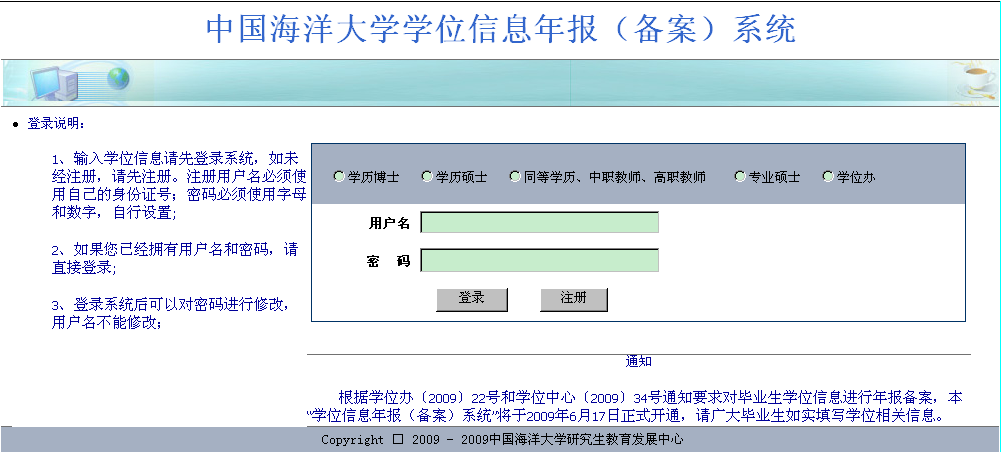 中国海洋大学学位信息年报（备案）系统
登录说明:
1、输入学位信息请先登录系统，如未
经注册，请先注册。注册用户名必须使
用自己的身份证号；密码必须使用字母
和数字，自行设置;
2、如果您已经拥有用户名和密码，请
直接登录;
3、登录系统后可以对密码进行修改，
用户名不能修改；
学历博士 学历硕士 同等学历、中职教师、高职教师 专业硕士 学位办
用户名
密 码
登录 注册
通知
根据学位办〔2009〕22号和学位中心〔2009〕34号通知要求对毕业生学位信息进行年报备案，本
“学位信息年报（备案）系统”将于2009年6月17日正式开通，请广大毕业生如实填写学位相关信息。
Copyright □ 2009 - 2009中国海洋大学研究生教育发展中心